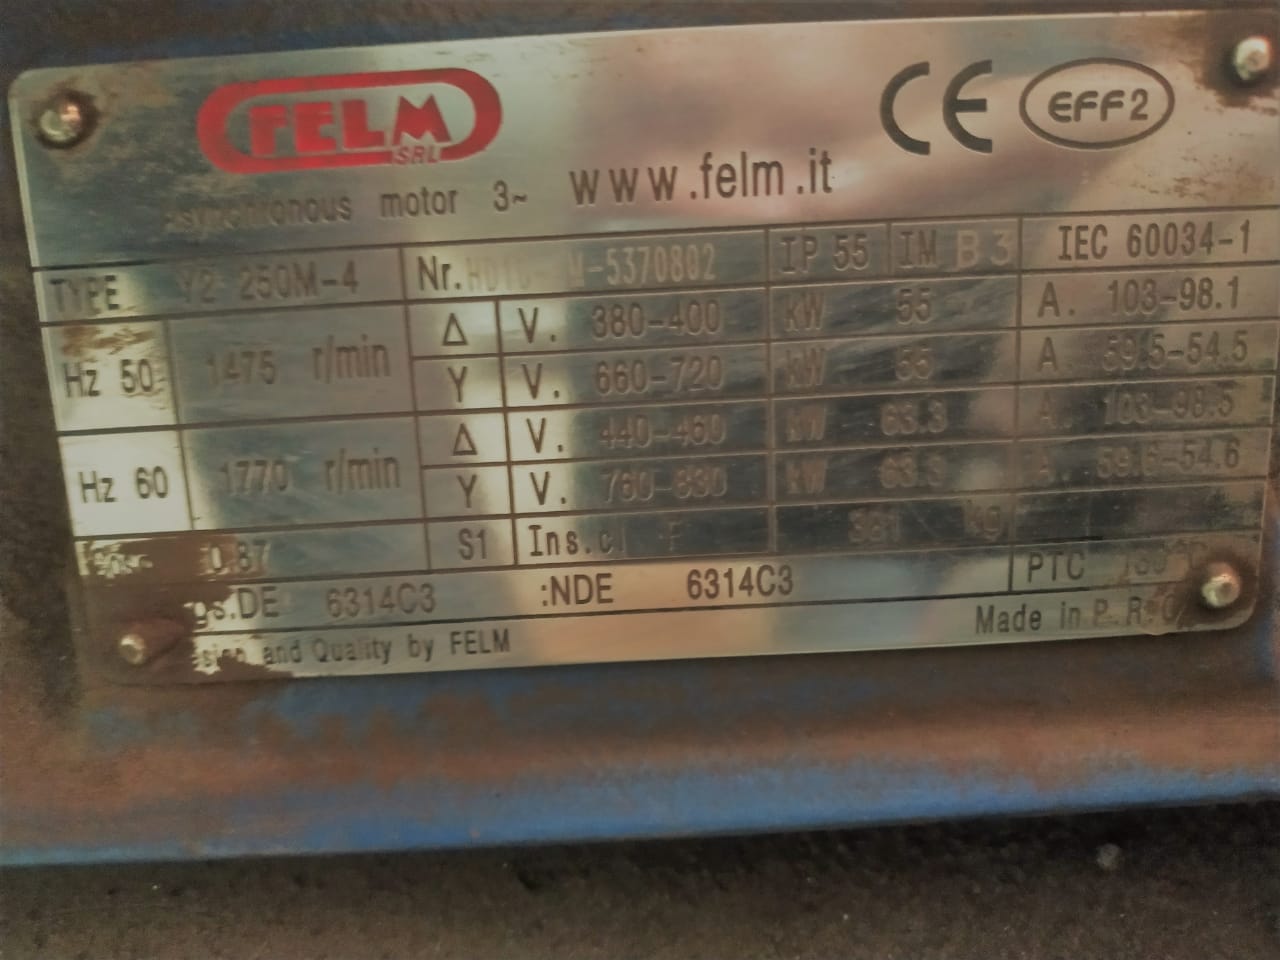 FELM
SRL
CE EFF2
Asynchronous motor 3~ www.felm.it
TYPE Y2 250M-4 Nr. M-5370802 IP 55 IM B3 IEC 60034-1
Hz 50 1475 r/min Δ V. 380-400 kW 55 A. 103-98.1
Y V. 660-720 kW 55 A 59.5-54.5
Hz 60 1770 r/min Δ V. 440-460 kW 63.3 A. 103-98.5
Y V. 760-830 kW 63.3 A. 59.6-54.6
0.87 S1 Ins.cl F kg
gs.DE 6314C3 :NDE 6314C3 PTC
and Quality by FELM Made in P.R.